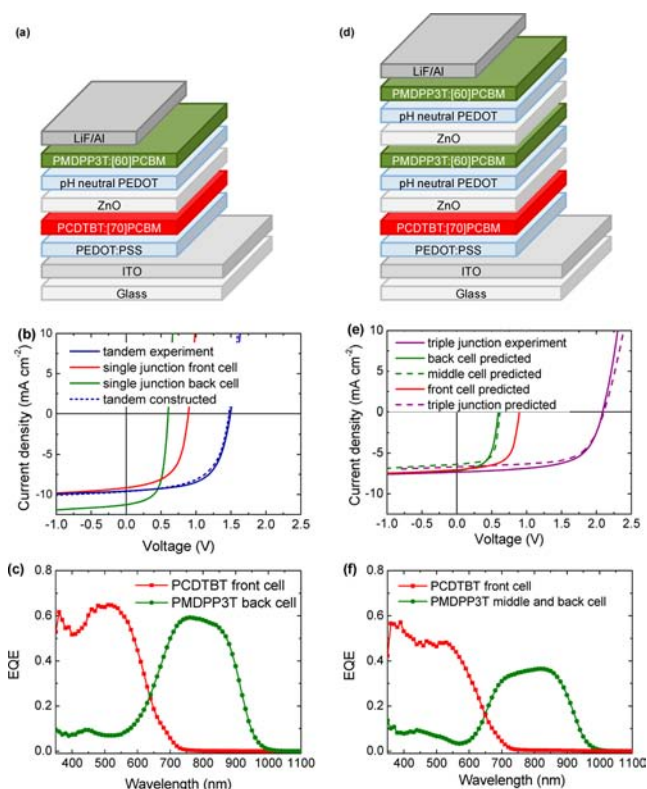 (a)
LiF/Al
PMDPP3T:[60]PCBM
pH neutral PEDOT
ZnO
PCDTBT:[70]PCBM
PEDOT:PSS
ITO
Glass
(d)
LiF/Al
PMDPP3T:[60]PCBM
pH neutral PEDOT
ZnO
PMDPP3T:[60]PCBM
pH neutral PEDOT
ZnO
PCDTBT:[70]PCBM
PEDOT:PSS
ITO
Glass
(b)
Current density (mA cm-2)
10
5
0
-5
-10
tandem experiment
single junction front cell
single junction back cell
tandem constructed
-1.0 -0.5 0.0 0.5 1.0 1.5 2.0 2.5
Voltage (V)
(e)
Current density (mA cm-2)
10
5
0
-5
-10
triple junction experiment
back cell predicted
middle cell predicted
front cell predicted
triple junction predicted
-1.0 -0.5 0.0 0.5 1.0 1.5 2.0 2.5
Voltage (V)
(c)
EQE
0.8
0.6
0.4
0.2
0.0
PCDTBT front cell
PMDPP3T back cell
400 500 600 700 800 900 1000 1100
Wavelength (nm)
(f)
EQE
0.8
0.6
0.4
0.2
0.0
PCDTBT front cell
PMDPP3T middle and back cell
400 500 600 700 800 900 1000 1100
Wavelength (nm)